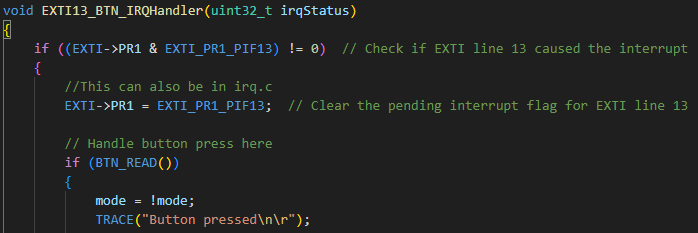 void EXTI13_BTN_IRQHandler(uint32_t irqStatus)
{
    if ((EXTI->PR1 & EXTI_PR1_PIF13) != 0)  // Check if EXTI line 13 caused the interrupt
    {
        //This can also be in irq.c
        EXTI->PR1 = EXTI_PR1_PIF13;  // Clear the pending interrupt flag for EXTI line 13

        // Handle button press here
        if (BTN_READ())
        {
            mode = !mode;
            TRACE("Button pressed\n\r");